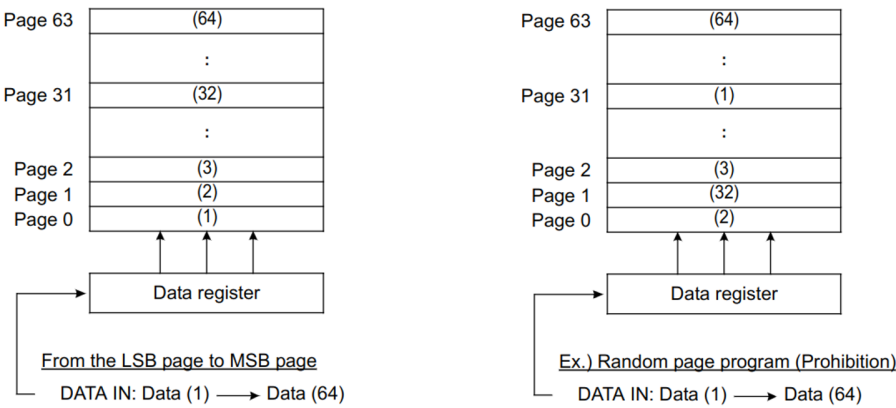 Page 63 (64)
:
Page 31 (32)
:
Page 2 (3)
Page 1 (2)
Page 0 (1)
Data register
From the LSB page to MSB page
DATA IN: Data (1) → Data (64)
Page 63 (64)
:
Page 31 (1)
:
Page 2 (3)
Page 1 (32)
Page 0 (2)
Data register
Ex.) Random page program (Prohibition)
DATA IN: Data (1) → Data (64)